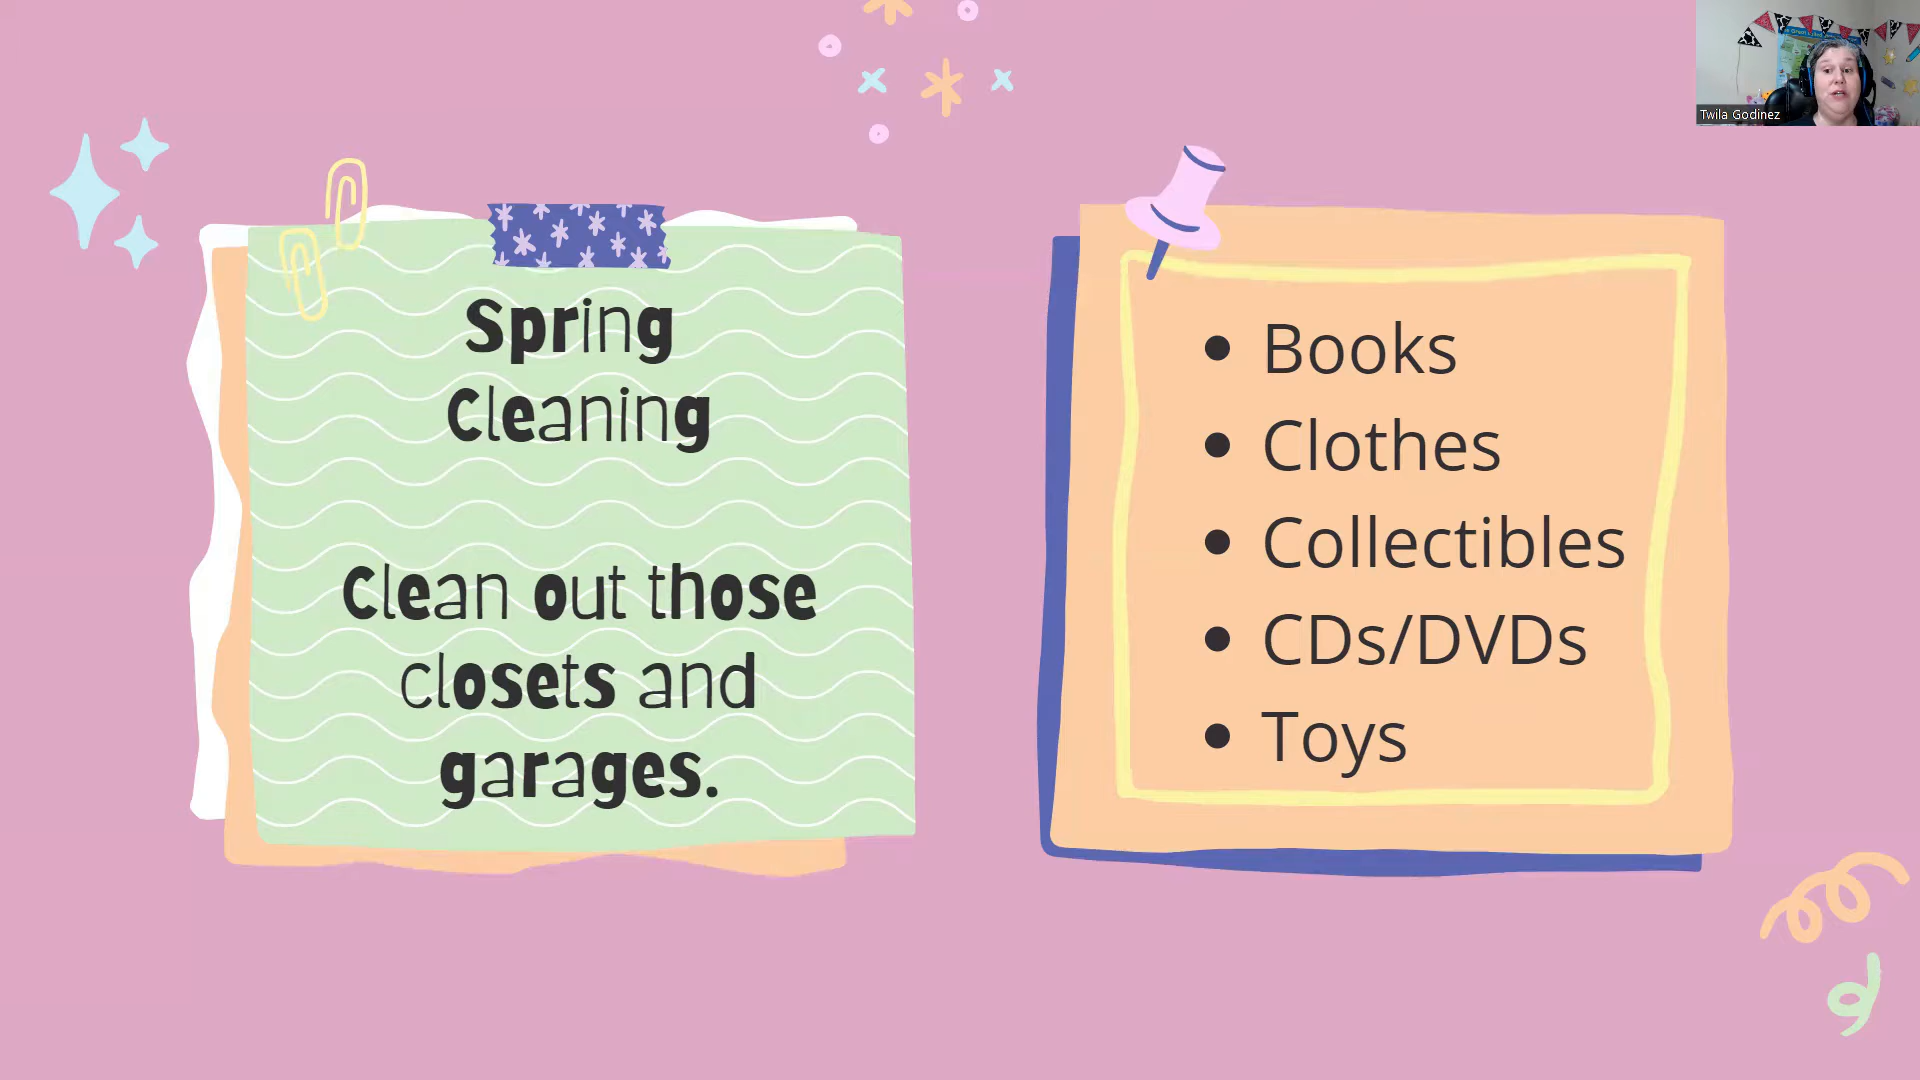 Twila Godinez
Spring
Cleaning
Clean out those
closets and
garages.
• Books
• Clothes
• Collectibles
• CDs/DVDs
• Toys